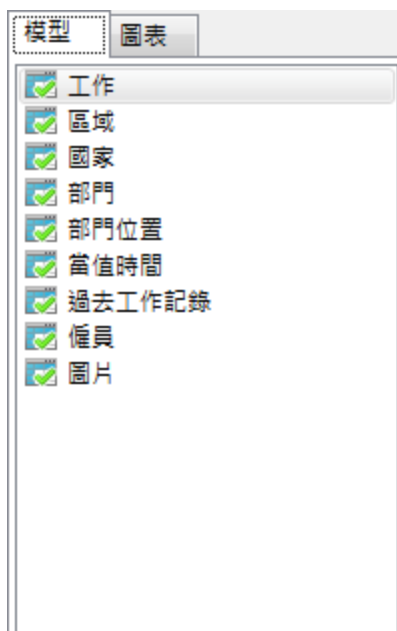 模型 圖表
工作
區域
國家
部門
部門位置
當值時間
過去工作記錄
僱員
圖片